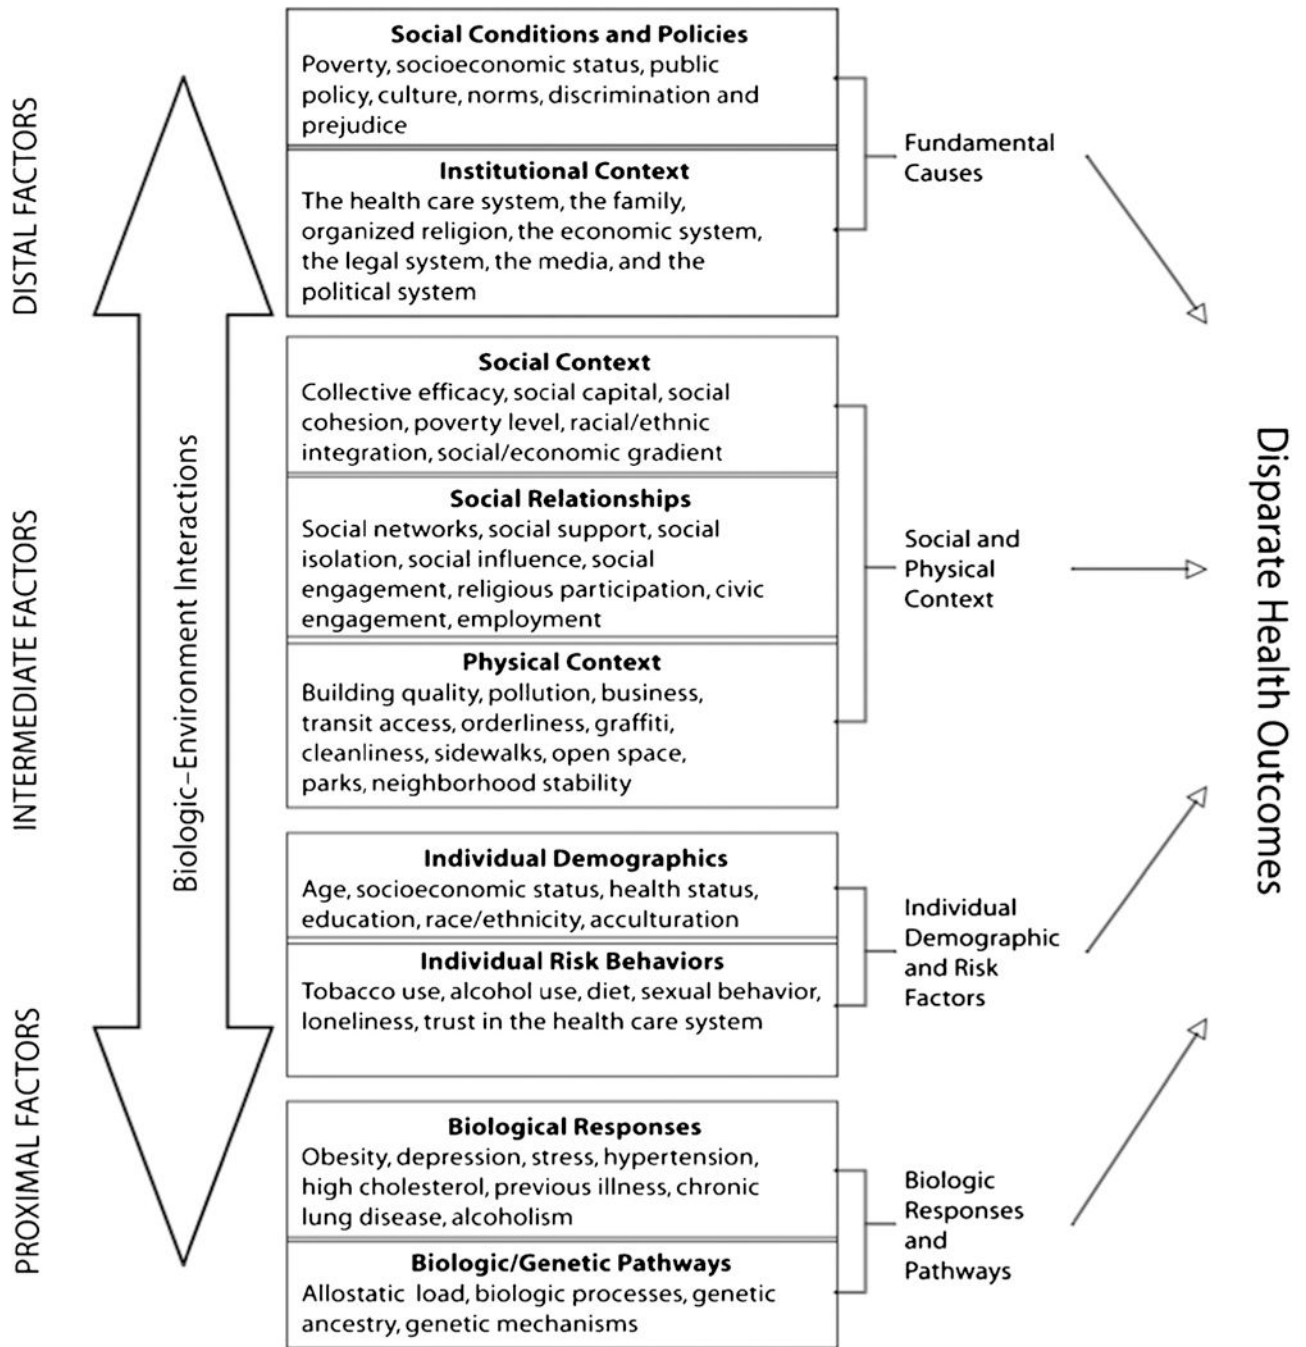 DISTAL FACTORS
INTERMEDIATE FACTORS
PROXIMAL FACTORS
Biologic–Environment Interactions
Social Conditions and Policies
Poverty, socioeconomic status, public
policy, culture, norms, discrimination and
prejudice
Institutional Context
The health care system, the family,
organized religion, the economic system,
the legal system, the media, and the
political system
Fundamental
Causes
Social Context
Collective efficacy, social capital, social
cohesion, poverty level, racial/ethnic
integration, social/economic gradient
Social Relationships
Social networks, social support, social
isolation, social influence, social
engagement, religious participation, civic
engagement, employment
Physical Context
Building quality, pollution, business,
transit access, orderliness, graffiti,
cleanliness, sidewalks, open space,
parks, neighborhood stability
Social and
Physical
Context
Individual Demographics
Age, socioeconomic status, health status,
education, race/ethnicity, acculturation
Individual Risk Behaviors
Tobacco use, alcohol use, diet, sexual behavior,
loneliness, trust in the health care system
Individual
Demographic
and Risk
Factors
Biological Responses
Obesity, depression, stress, hypertension,
high cholesterol, previous illness, chronic
lung disease, alcoholism
Biologic/Genetic Pathways
Allostatic load, biologic processes, genetic
ancestry, genetic mechanisms
Biologic
Responses
and
Pathways
Disparate Health Outcomes